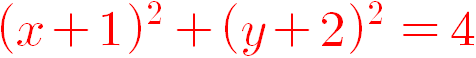 (x+1)² + (y+2)² = 4